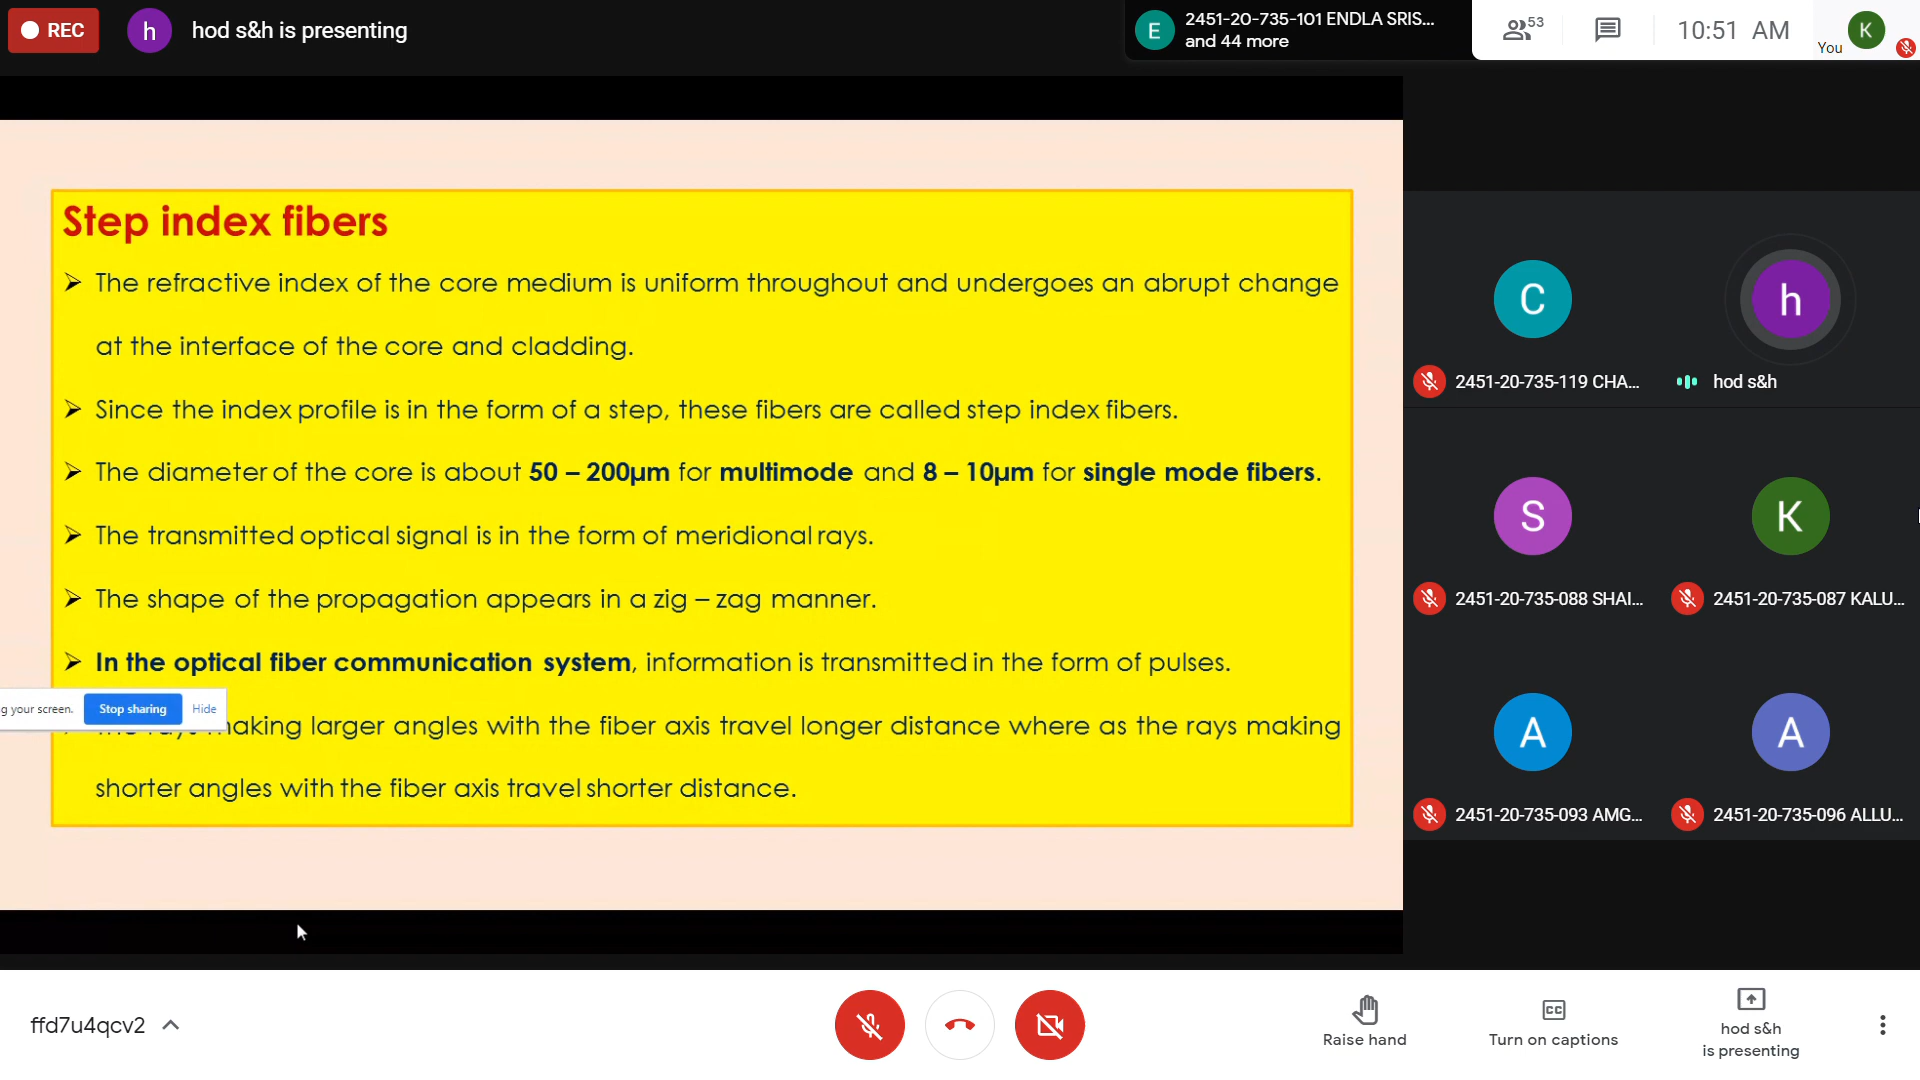 REC
h
hod s&h is presenting
E
2451-20-735-101 ENDLA SRIS...
and 44 more
53
10:51 AM
You
K
Step index fibers
The refractive index of the core medium is uniform throughout and undergoes an abrupt change
at the interface of the core and cladding.
Since the index profile is in the form of a step, these fibers are called step index fibers.
The diameter of the core is about 50 – 200µm for multimode and 8 – 10µm for single mode fibers.
The transmitted optical signal is in the form of meridional rays.
The shape of the propagation appears in a zig – zag manner.
In the optical fiber communication system, information is transmitted in the form of pulses.
g your screen.
Stop sharing
Hide
The rays making larger angles with the fiber axis travel longer distance where as the rays making
shorter angles with the fiber axis travel shorter distance.
C
h
2451-20-735-119 CHA...
hod s&h
S
K
2451-20-735-088 SHAI...
2451-20-735-087 KALU...
A
A
2451-20-735-093 AMG...
2451-20-735-096 ALLU...
ffd7u4qcv2
Raise hand
CC
Turn on captions
hod s&h
is presenting